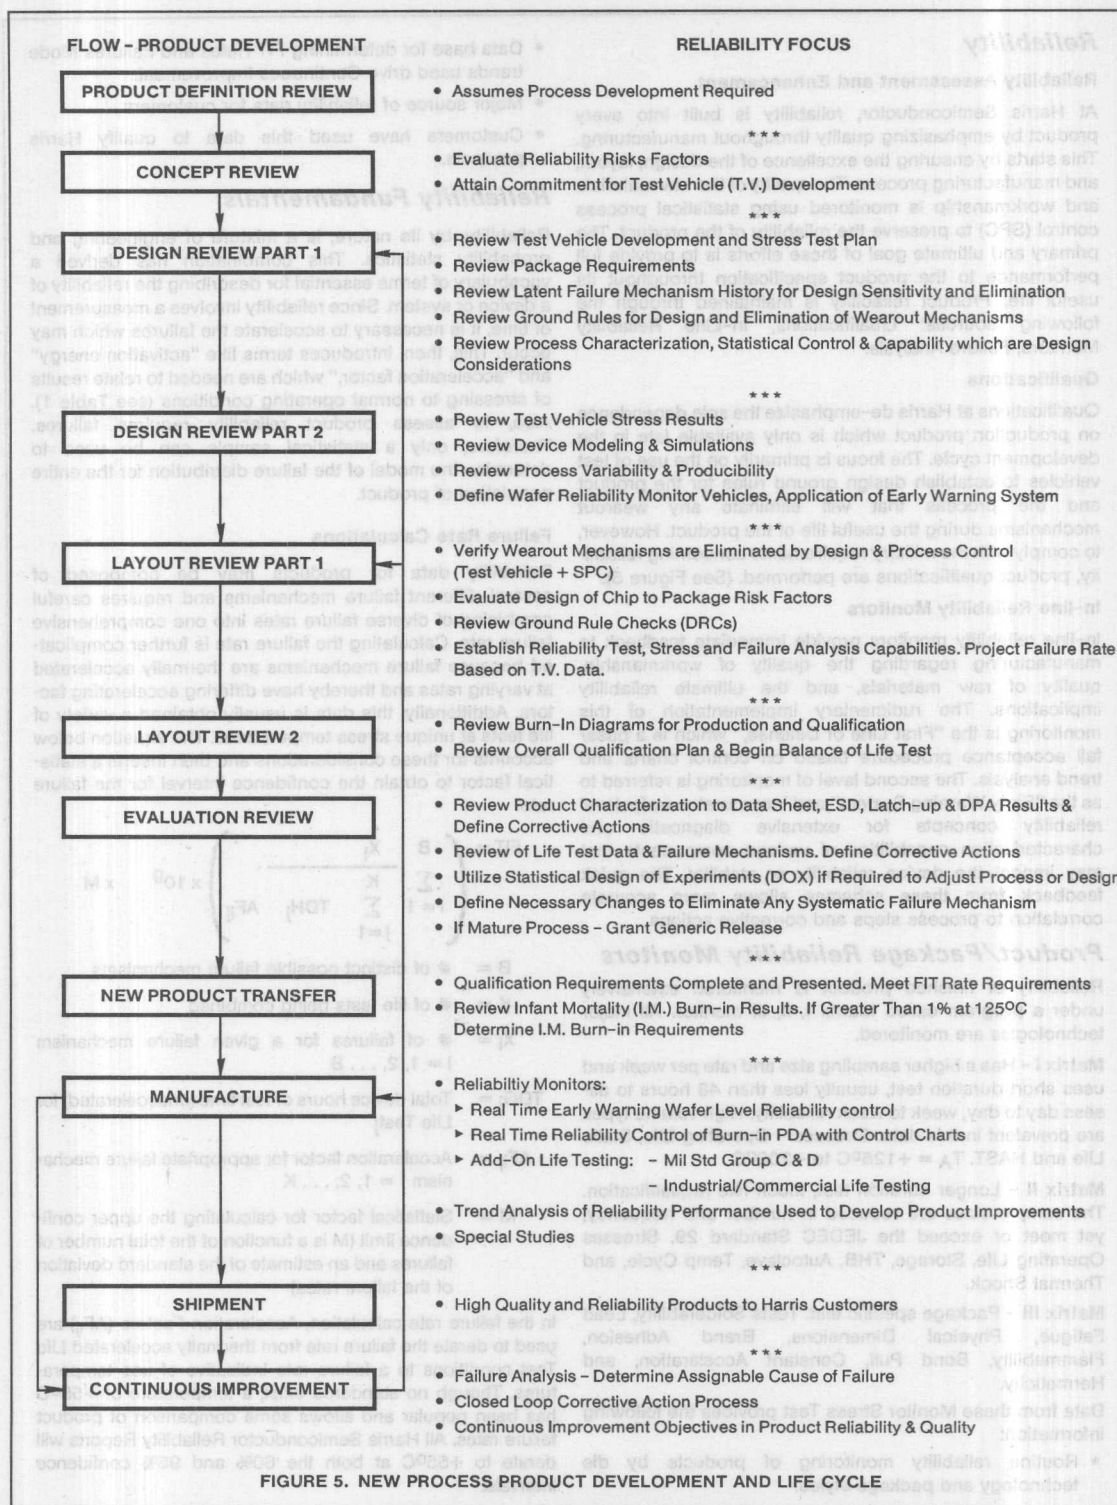 FLOW – PRODUCT DEVELOPMENT
RELIABILITY FOCUS
PRODUCT DEFINITION REVIEW
• Assumes Process Development Required
* * *
CONCEPT REVIEW
• Evaluate Reliability Risks Factors
• Attain Commitment for Test Vehicle (T.V.) Development
* * *
DESIGN REVIEW PART 1
• Review Test Vehicle Development and Stress Test Plan
• Review Package Requirements
• Review Latent Failure Mechanism History for Design Sensitivity and Elimination
• Review Ground Rules for Design and Elimination of Wearout Mechanisms
• Review Process Characterization, Statistical Control & Capability which are Design
Considerations
* * *
DESIGN REVIEW PART 2
• Review Test Vehicle Stress Results
• Review Device Modeling & Simulations
• Review Process Variability & Producibility
• Define Wafer Reliability Monitor Vehicles, Application of Early Warning System
* * *
LAYOUT REVIEW PART 1
• Verify Wearout Mechanisms are Eliminated by Design & Process Control
(Test Vehicle + SPC)
• Evaluate Design of Chip to Package Risk Factors
• Review Ground Rule Checks (DRCs)
• Establish Reliability Test, Stress and Failure Analysis Capabilities. Project Failure Rate
Based on T.V. Data.
* * *
LAYOUT REVIEW 2
• Review Burn–In Diagrams for Production and Qualification
• Review Overall Qualification Plan & Begin Balance of Life Test
* * *
EVALUATION REVIEW
• Review Product Characterization to Data Sheet, ESD, Latch–up & DPA Results &
Define Corrective Actions
• Review of Life Test Data & Failure Mechanisms. Define Corrective Actions
• Utilize Statistical Design of Experiments (DOX) if Required to Adjust Process or Design
• Define Necessary Changes to Eliminate Any Systematic Failure Mechanism
• If Mature Process – Grant Generic Release
* * *
NEW PRODUCT TRANSFER
• Qualification Requirements Complete and Presented. Meet FIT Rate Requirements
• Review Infant Mortality (I.M.) Burn–in Results. If Greater Than 1% at 125ºC
Determine I.M. Burn–in Requirements
* * *
MANUFACTURE
• Reliabiltiy Monitors:
▸ Real Time Early Warning Wafer Level Reliability control
▸ Real Time Reliability Control of Burn–in PDA with Control Charts
▸ Add–On Life Testing: – Mil Std Group C & D
– Industrial/Commercial Life Testing
• Trend Analysis of Reliability Performance Used to Develop Product Improvements
• Special Studies
* * *
SHIPMENT
• High Quality and Reliability Products to Harris Customers
* * *
CONTINUOUS IMPROVEMENT
• Failure Analysis – Determine Assignable Cause of Failure
• Closed Loop Corrective Action Process
• Continuous Improvement Objectives in Product Reliability & Quality
FIGURE 5. NEW PROCESS PRODUCT DEVELOPMENT AND LIFE CYCLE